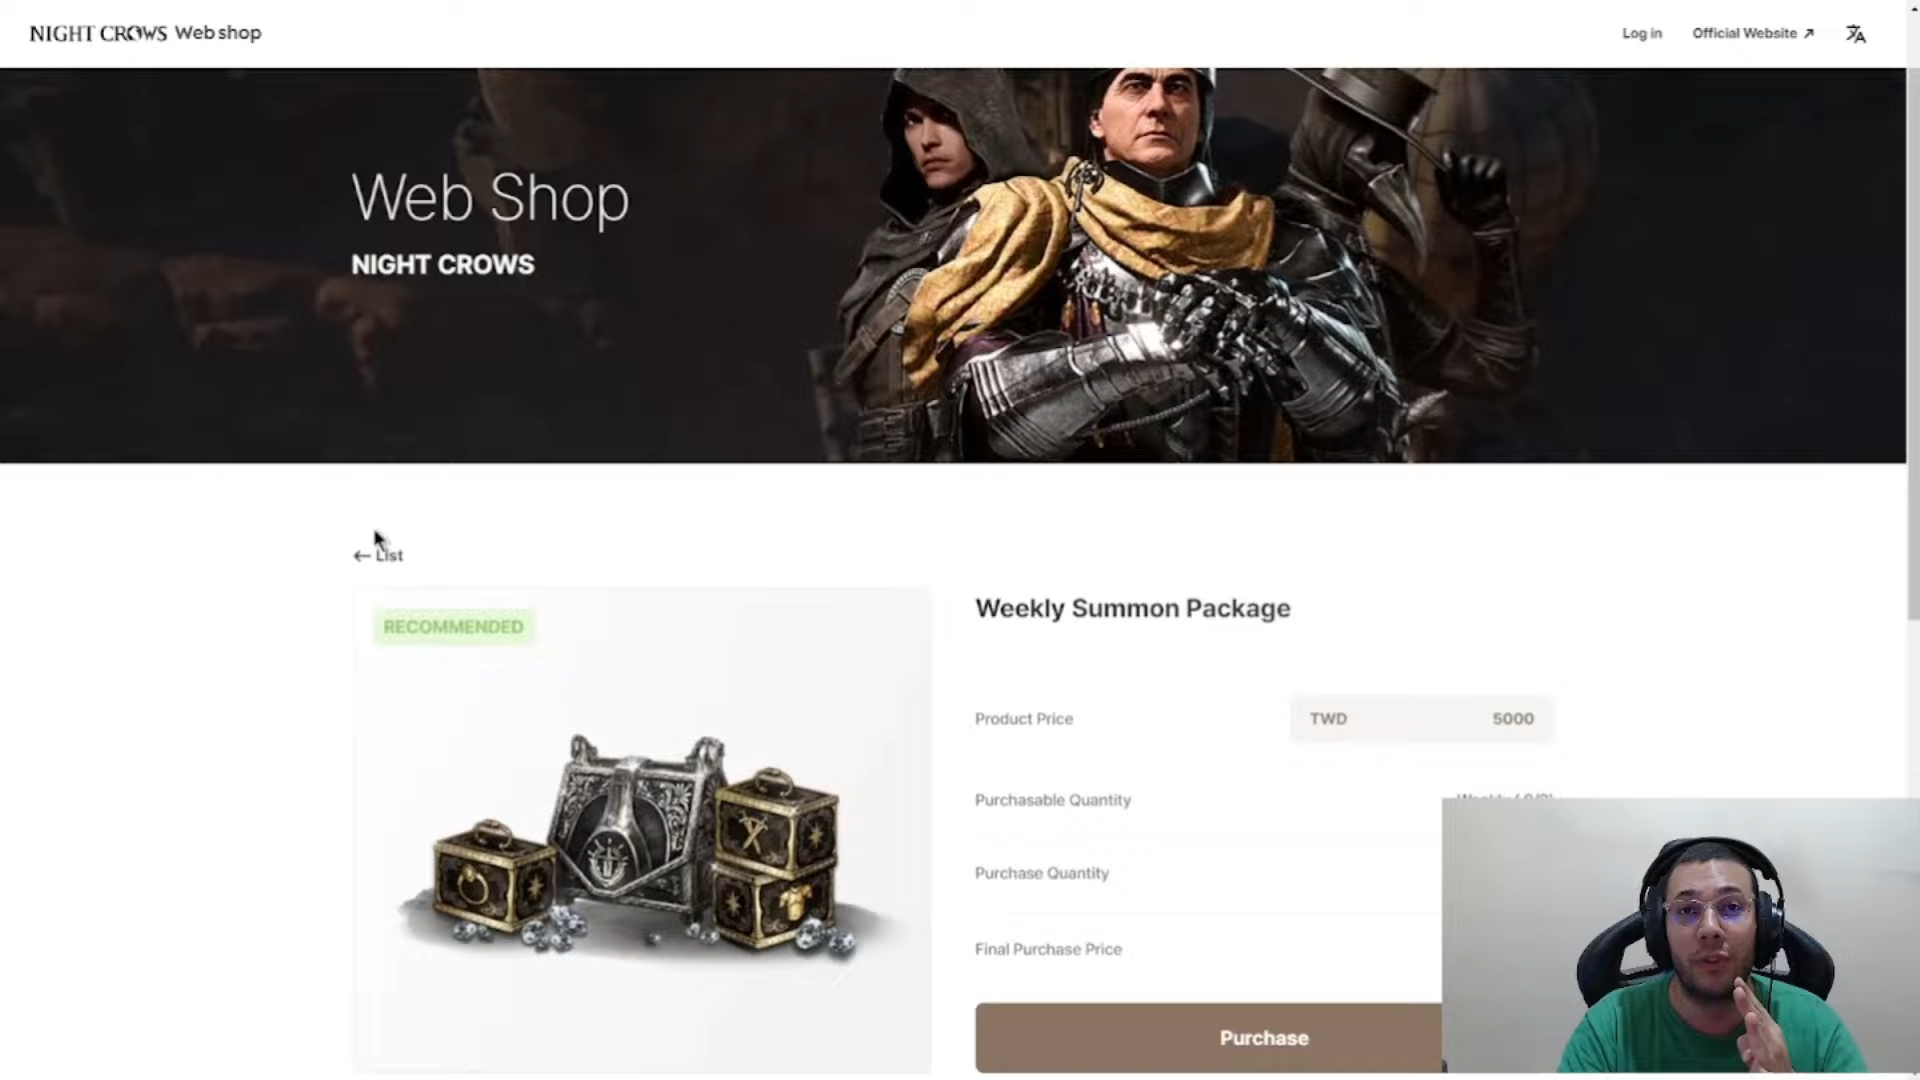 NIGHT CROWS Web shop
Log in
Official Website
Web Shop
NIGHT CROWS
← List
RECOMMENDED
Weekly Summon Package
Product Price
TWD 5000
Purchasable Quantity
Purchase Quantity
Final Purchase Price
Purchase